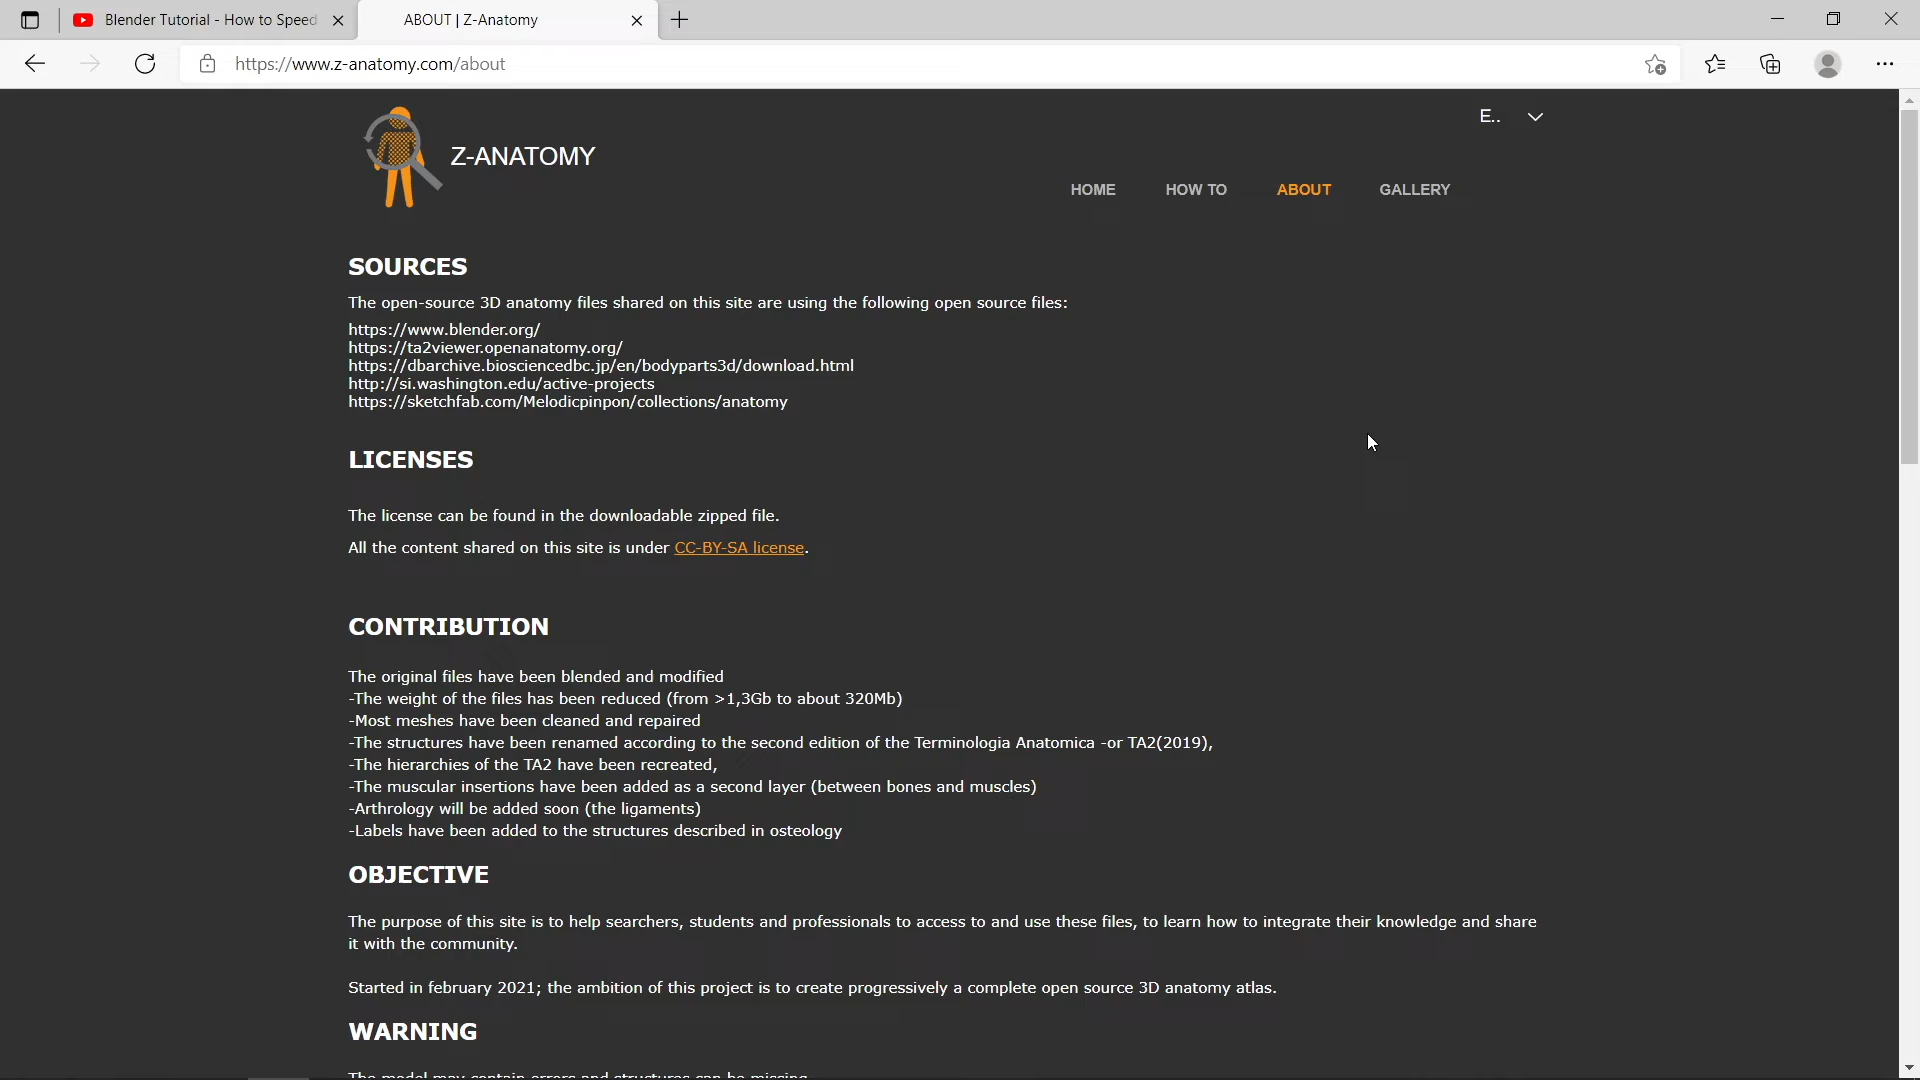 Blender Tutorial - How to Speed
ABOUT | Z-Anatomy
https://www.z-anatomy.com/about
E..
Z-ANATOMY
HOME
HOW TO
ABOUT
GALLERY
SOURCES
The open-source 3D anatomy files shared on this site are using the following open source files:
https://www.blender.org/
https://ta2viewer.openanatomy.org/
https://dbarchive.biosciencedbc.jp/en/bodyparts3d/download.html
http://si.washington.edu/active-projects
https://sketchfab.com/Melodicpinpon/collections/anatomy
LICENSES
The license can be found in the downloadable zipped file.
All the content shared on this site is under CC-BY-SA license.
CONTRIBUTION
The original files have been blended and modified
-The weight of the files has been reduced (from >1,3Gb to about 320Mb)
-Most meshes have been cleaned and repaired
-The structures have been renamed according to the second edition of the Terminologia Anatomica -or TA2(2019),
-The hierarchies of the TA2 have been recreated,
-The muscular insertions have been added as a second layer (between bones and muscles)
-Arthrology will be added soon (the ligaments)
-Labels have been added to the structures described in osteology
OBJECTIVE
The purpose of this site is to help searchers, students and professionals to access to and use these files, to learn how to integrate their knowledge and share
it with the community.
Started in february 2021; the ambition of this project is to create progressively a complete open source 3D anatomy atlas.
WARNING
The model may contain errors and structures can be missing